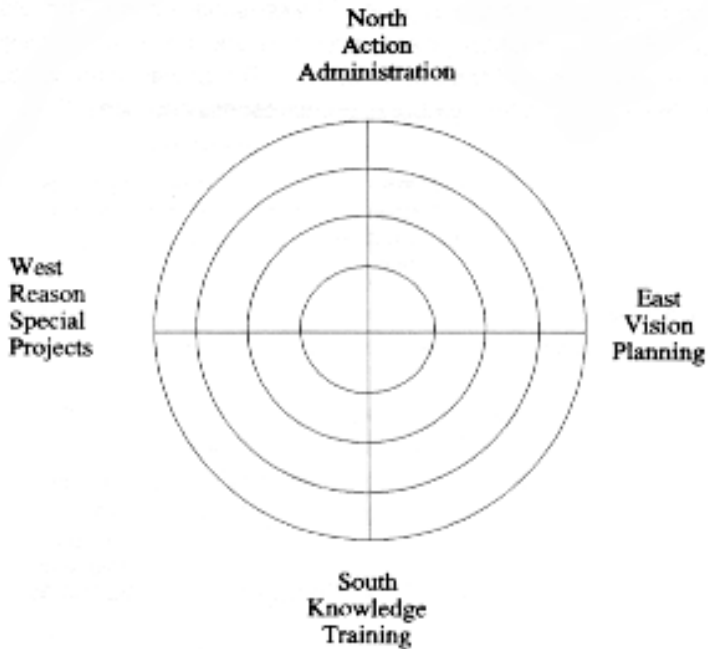 North
Action
Administration
West
Reason
Special
Projects
East
Vision
Planning
South
Knowledge
Training